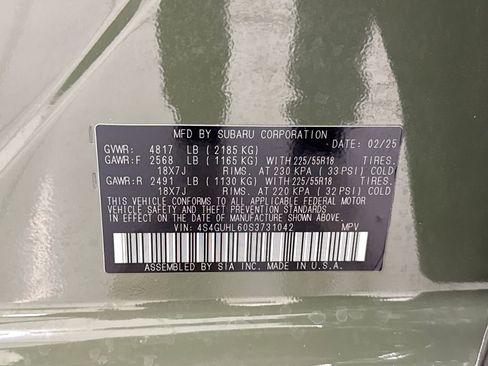 MFD BY SUBARU CORPORATION
DATE: 02/25
GVWR: 4817 LB (2185 KG)
GAWR:F 2568 LB (1165 KG) WITH 225/55R18 TIRES.
18X7J RIMS. AT 230 KPA (33 PSI) COLD
GAWR:R 2491 LB (1130 KG) WITH 225/55R18 TIRES.
18X7J RIMS. AT 220 KPA (32 PSI) COLD
THIS VEHICLE CONFORMS TO ALL APPLICABLE FEDERAL MOTOR
VEHICLE SAFETY, BUMPER, AND THEFT PREVENTION STANDARDS
IN EFFECT ON THE DATE OF MANUFACTURE SHOWN ABOVE.
VIN: 4S4GUHL60S3731042 MPV
ASSEMBLED BY SIA INC. MADE IN U.S.A.